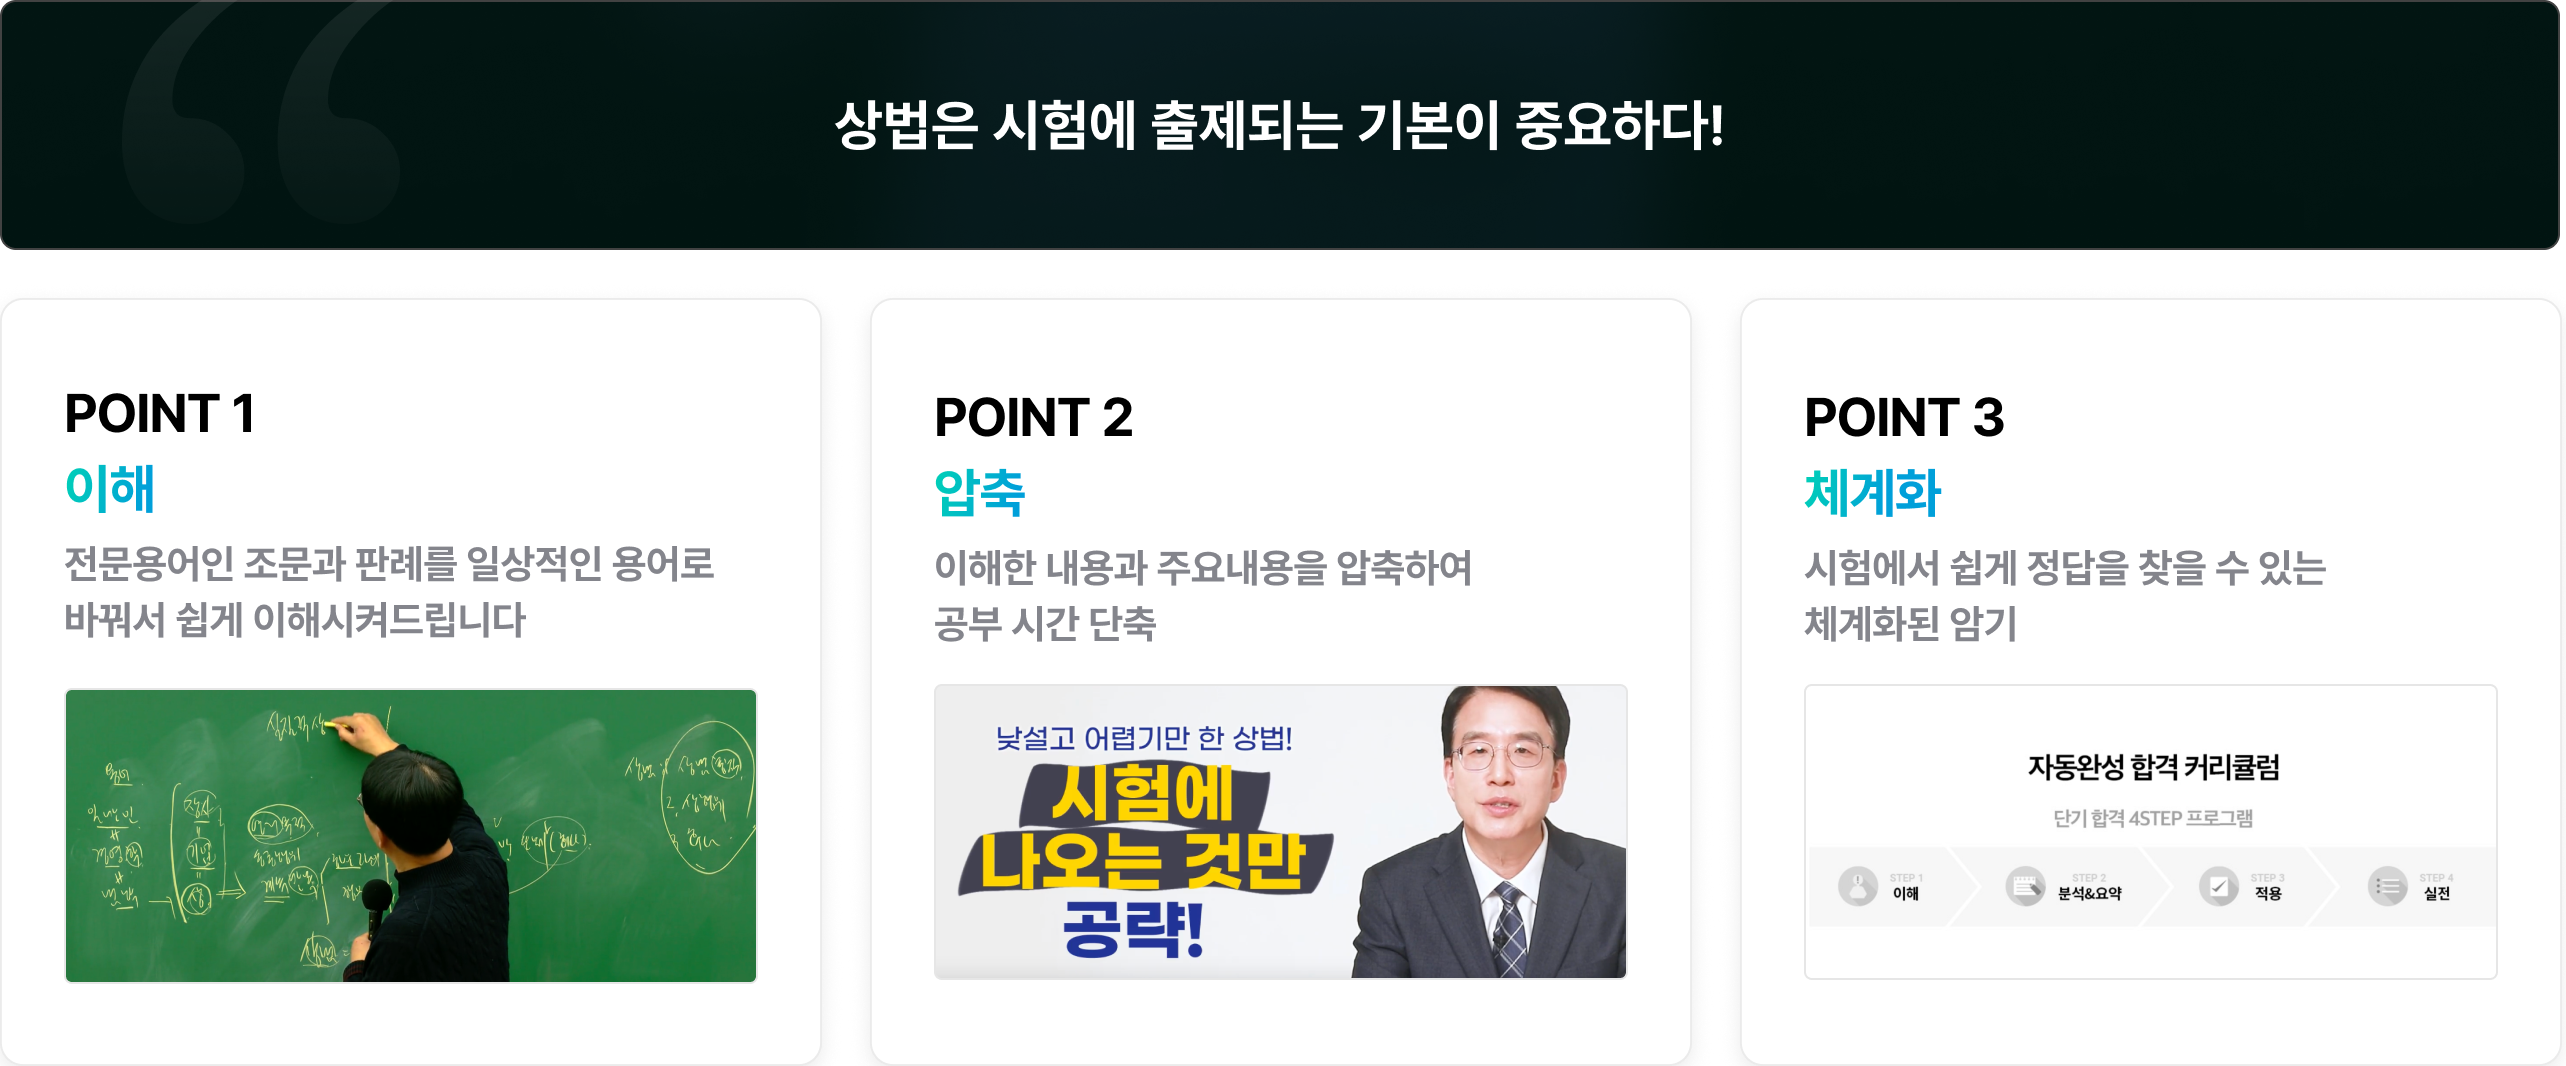 상법은 시험에 출제되는 기본이 중요하다!
POINT 1
이해
전문용어인 조문과 판례를 일상적인 용어로
바꿔서 쉽게 이해시켜드립니다
용어
장사
기업
POINT 2
압축
이해한 내용과 주요내용을 압축하여
공부 시간 단축
낯설고 어렵기만 한 상법!
시험에
나오는 것만
공략!
POINT 3
체계화
시험에서 쉽게 정답을 찾을 수 있는
체계화된 암기
자동완성 합격 커리큘럼
단기 합격 4STEP 프로그램
STEP 1
이해
STEP 2
분석&요약
STEP 3
적용
STEP 4
실전